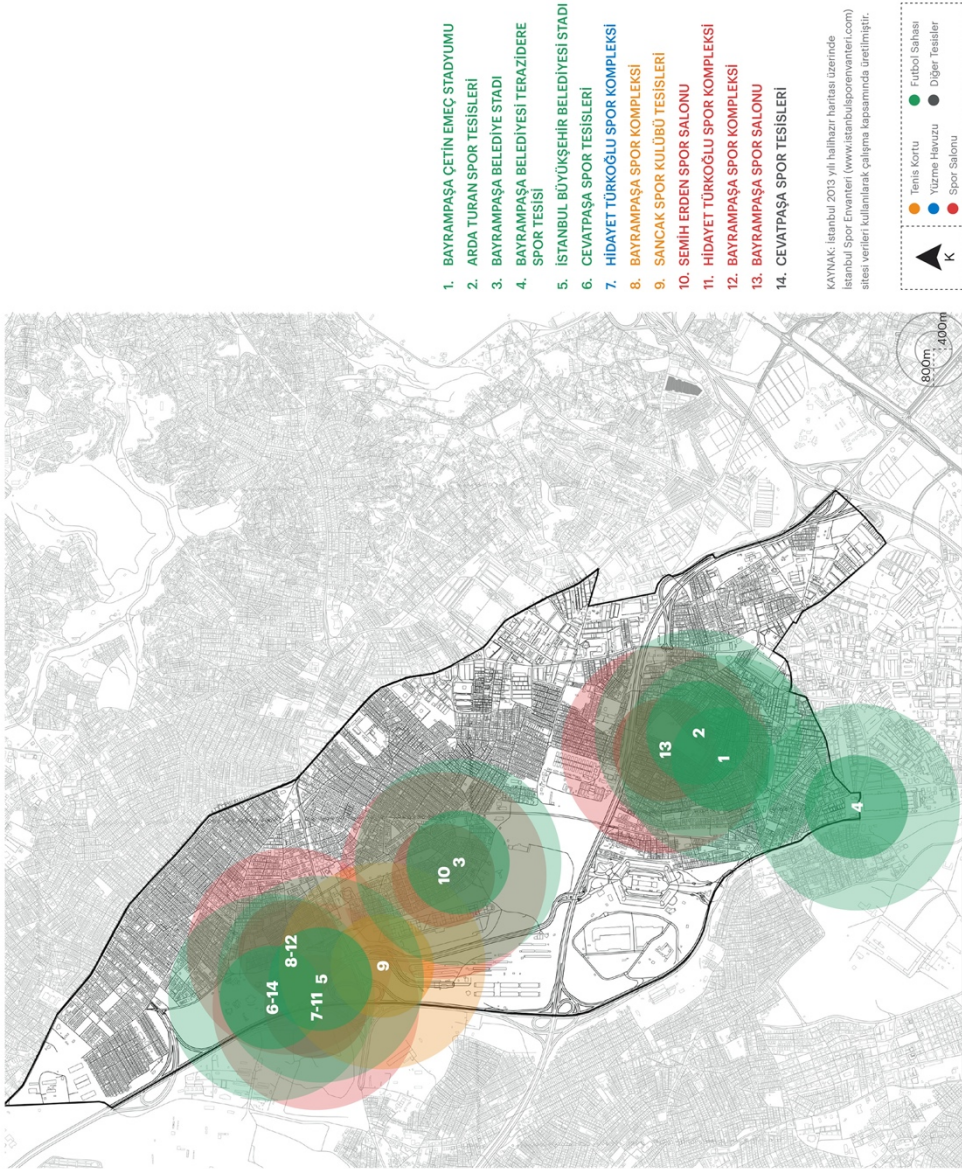 1. BAYRAMPAŞA ÇETİN EMEÇ STADYUMU
2. ARDA TURAN SPOR TESİSLERİ
3. BAYRAMPAŞA BELEDİYE STADI
4. BAYRAMPAŞA BELEDİYESİ TERAZİDERE
SPOR TESİSİ
5. İSTANBUL BÜYÜKŞEHİR BELEDİYESİ STADI
6. CEVATPAŞA SPOR TESİSLERİ
7. HİDAYET TÜRKOĞLU SPOR KOMPLEKSİ
8. BAYRAMPAŞA SPOR KOMPLEKSİ
9. SANCAK SPOR KULÜBÜ TESİSLERİ
10. SEMİH ERDEN SPOR SALONU
11. HİDAYET TÜRKOĞLU SPOR KOMPLEKSİ
12. BAYRAMPAŞA SPOR KOMPLEKSİ
13. BAYRAMPAŞA SPOR SALONU
14. CEVATPAŞA SPOR TESİSLERİ
KAYNAK: İstanbul 2013 yılı halihazır haritası üzerinde
İstanbul Spor Envanteri (www.istanbulsporenvanteri.com)
sitesi verileri kullanılarak çalışma kapsamında üretilmiştir.
K
Tenis Kortu
Yüzme Havuzu
Spor Salonu
Futbol Sahası
Diğer Tesisler
6-14
8-12
7-11
5
9
10
3
13
2
1
4
800m
400m